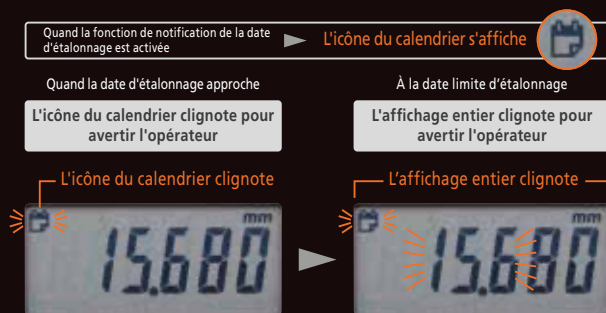 Quand la fonction de notification de la date
d'étalonnage est activée
L'icône du calendrier s'affiche
Quand la date d'étalonnage approche
L'icône du calendrier clignote pour
avertir l'opérateur
L'icône du calendrier clignote
mm
15.680
À la date limite d'étalonnage
L'affichage entier clignote pour
avertir l'opérateur
L'affichage entier clignote
mm
15.680